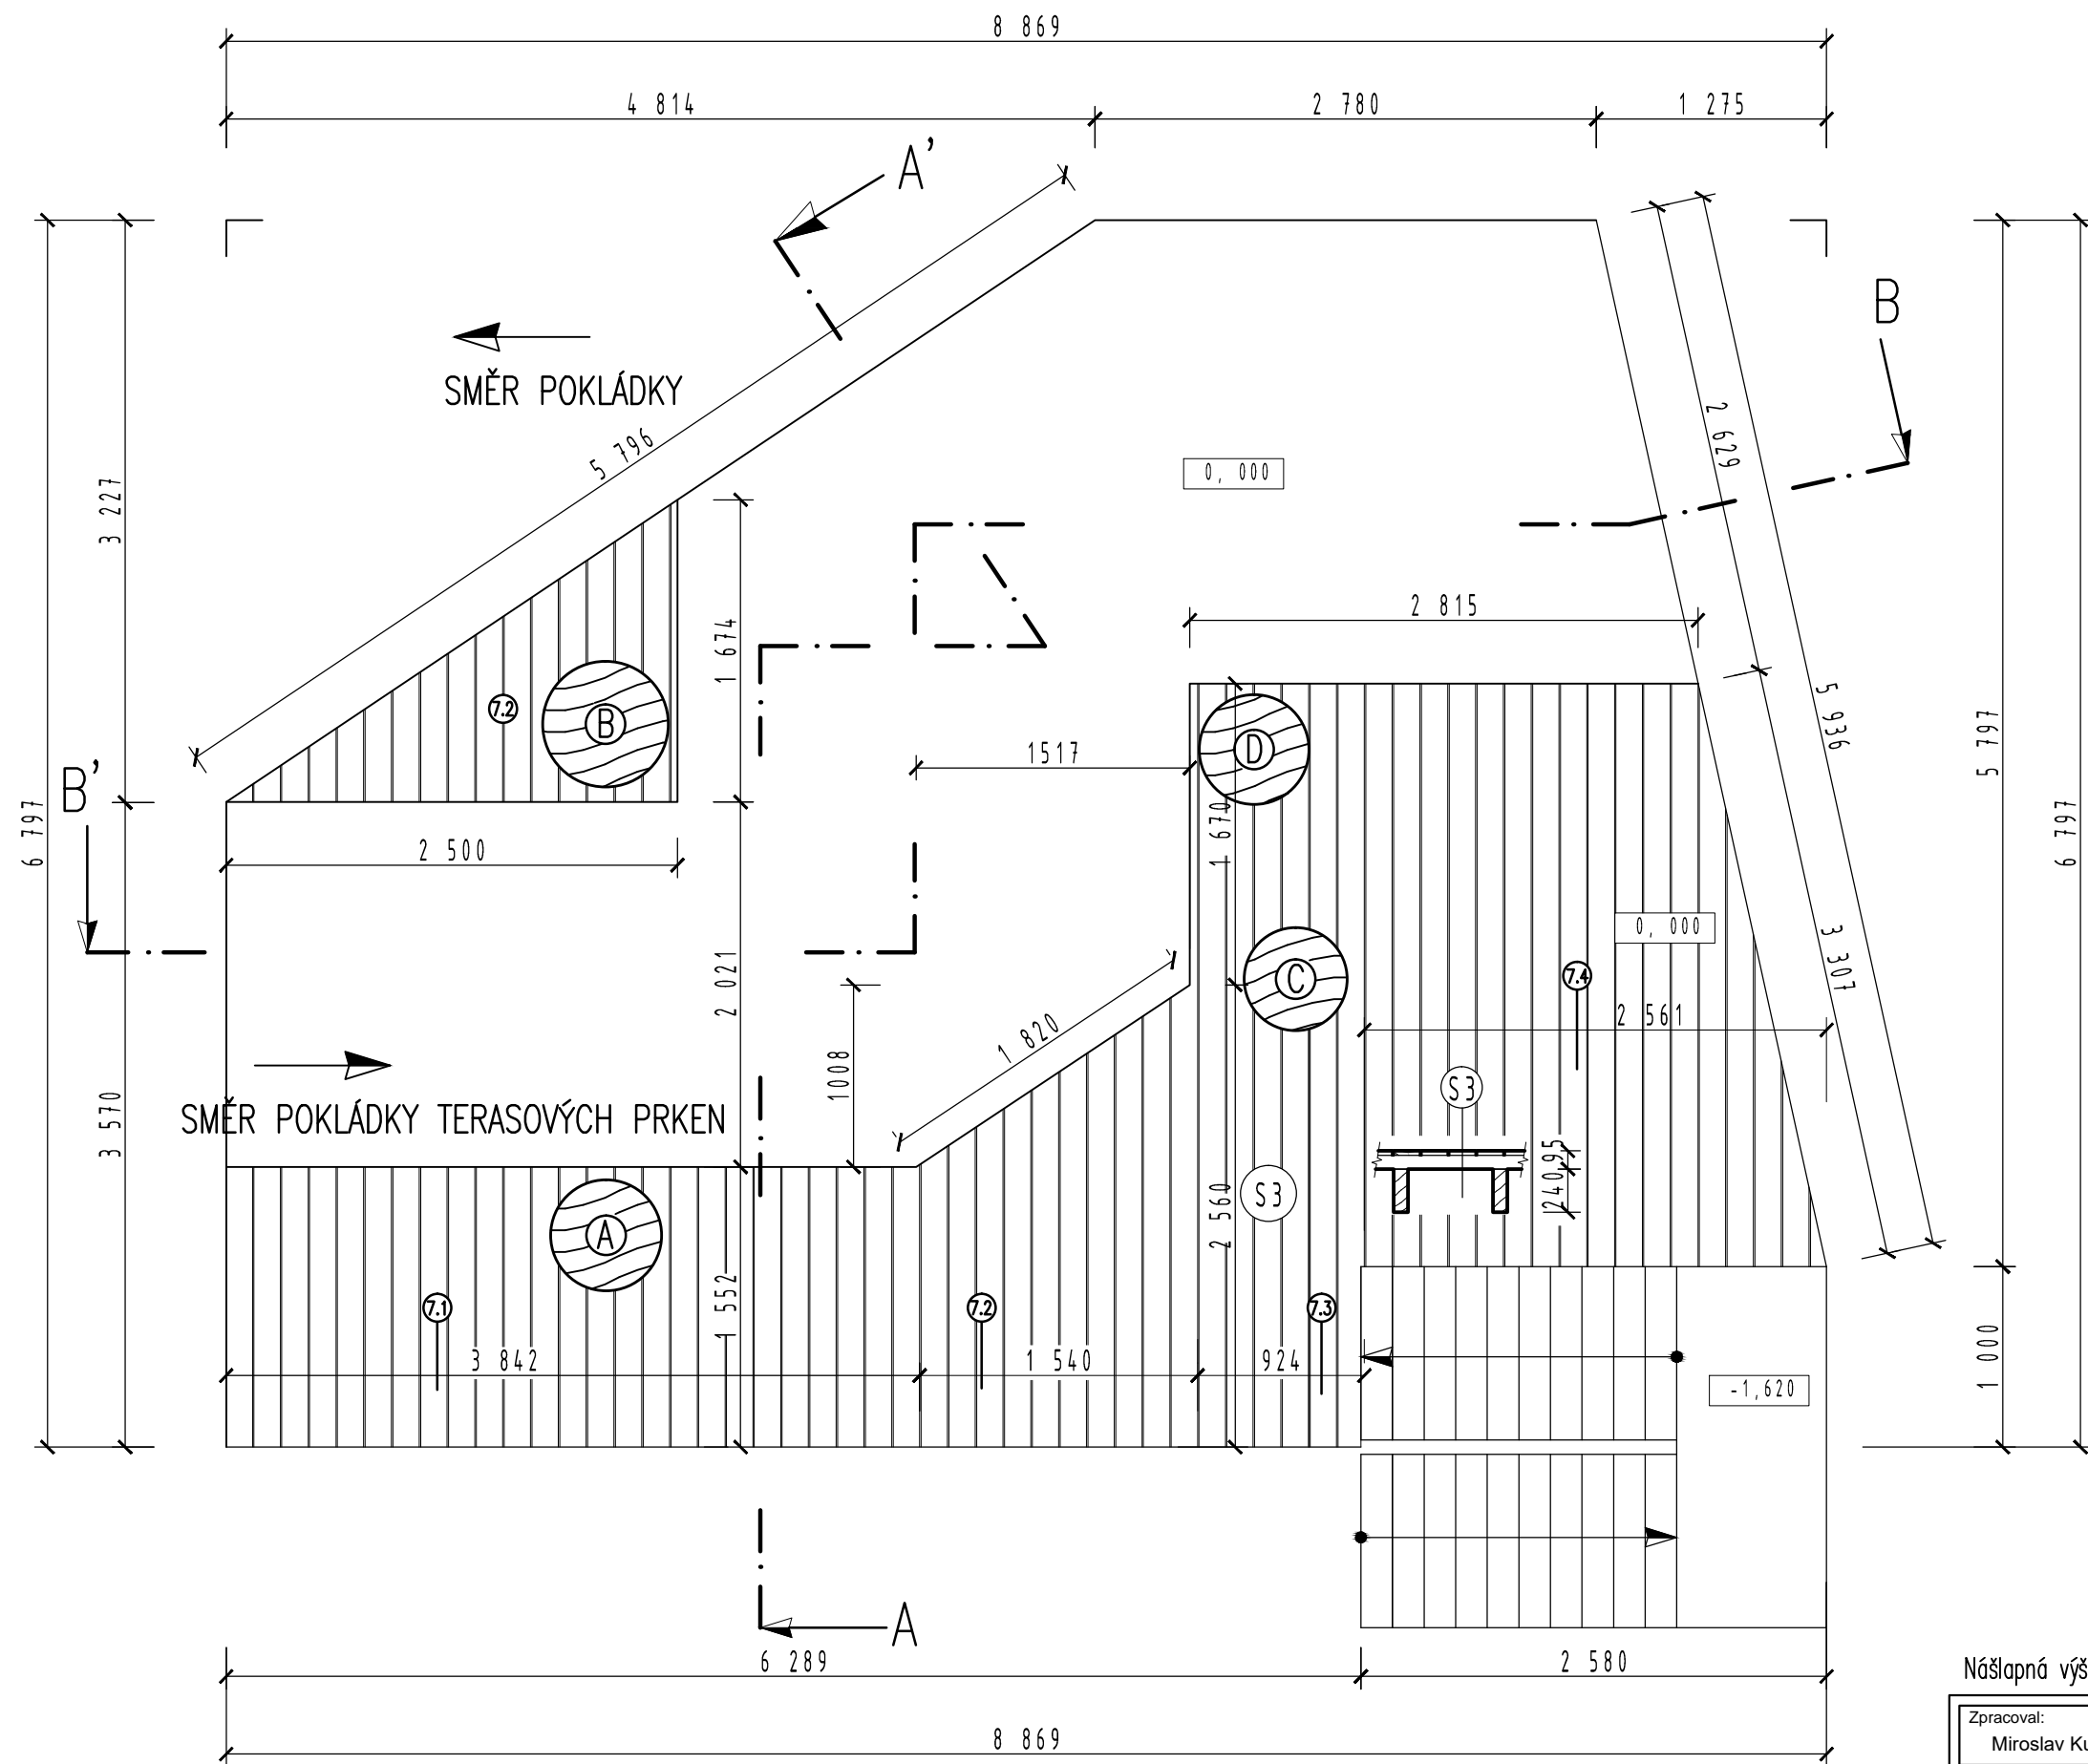 8 869
4 814
2 780
1 275
A'
B
SMĚR POKLÁDKY
5 796
2 629
3 227
0, 000
2 815
1 674
7.2
B
D
5 936
5 797
6 797
6 797
B'
1517
1 670
2 500
3 307
0, 000
C
7.4
2 021
2 561
1 820
1008
S3
SMĚR POKLÁDKY TERASOVÝCH PRKEN
3 570
95
240
A
2 560
S3
7.1
1 552
7.2
7.3
3 842
1 540
924
1 000
-1,620
A
6 289
2 580
Nášlapná výš
Zpracoval:
Miroslav Ku
8 869